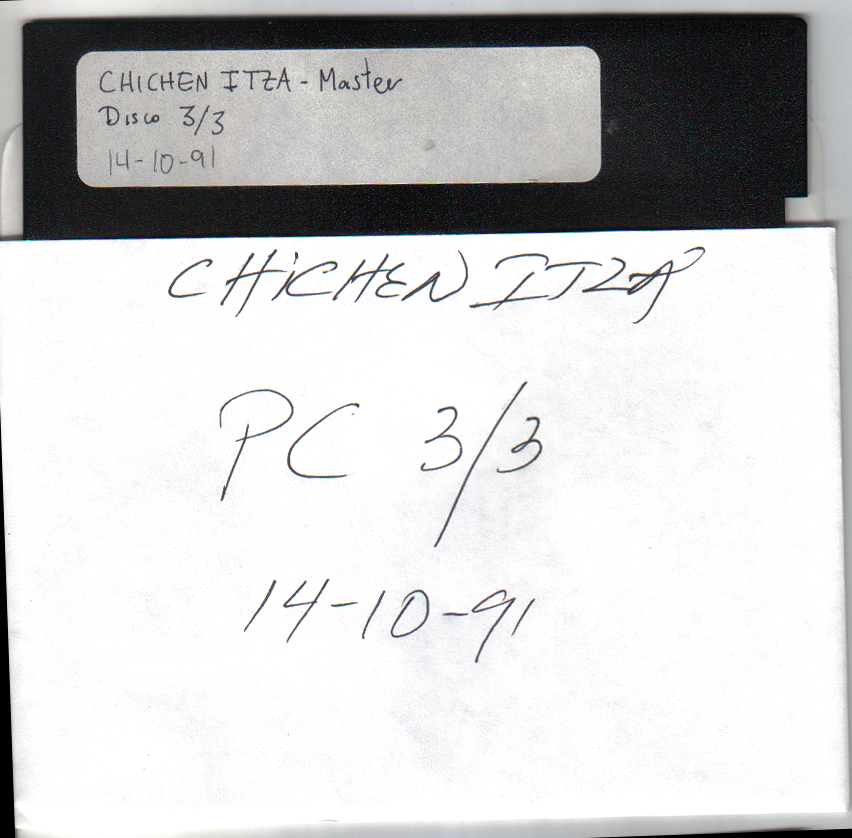 CHICHEN ITZA - Master
Disco 3/3
14-10-91
CHiCHEN ITZA
PC 3/3
14-10-91